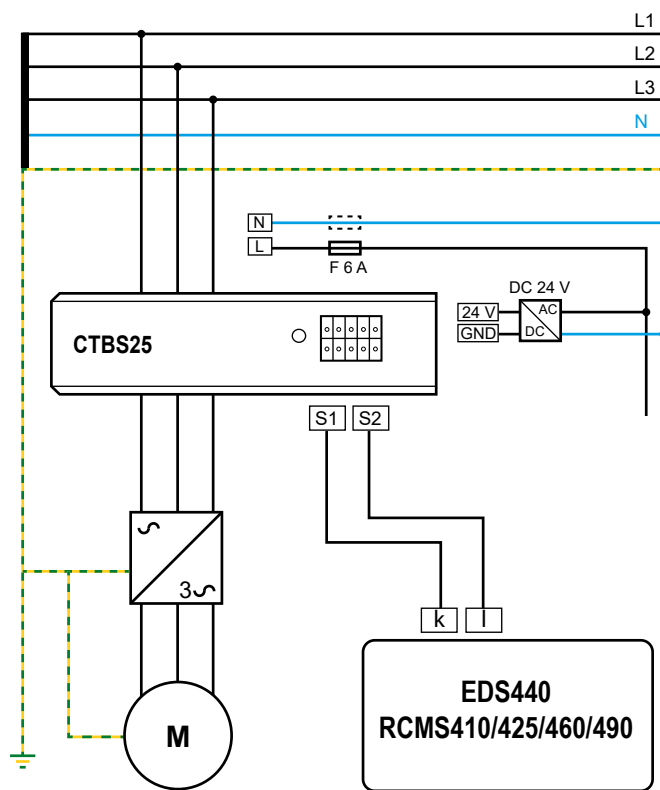 L1
L2
L3
N
N
L
F 6 A
DC 24 V
24 V
AC
GND
DC
CTBS25
S1 S2
3
k l
EDS440
RCMS410/425/460/490
M